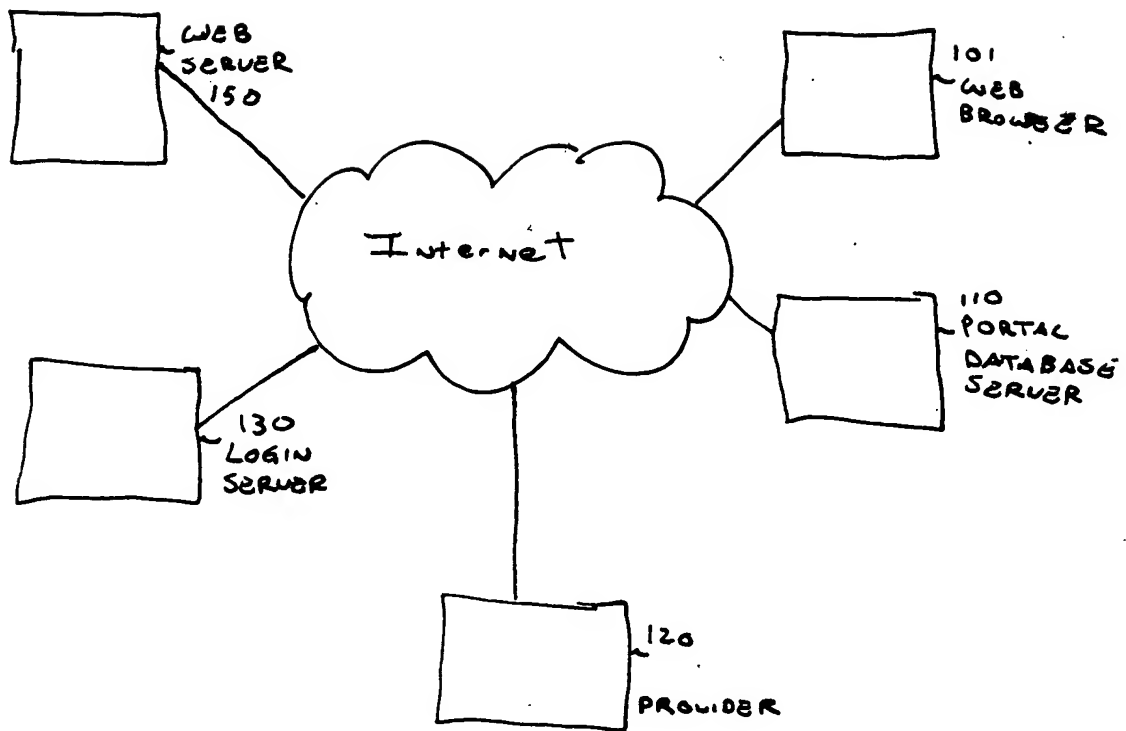 WEB
SERVER
150
101
WEB
BROWSER
Internet
110
PORTAL
DATABASE
SERVER
130
LOGIN
SERVER
120
PROVIDER